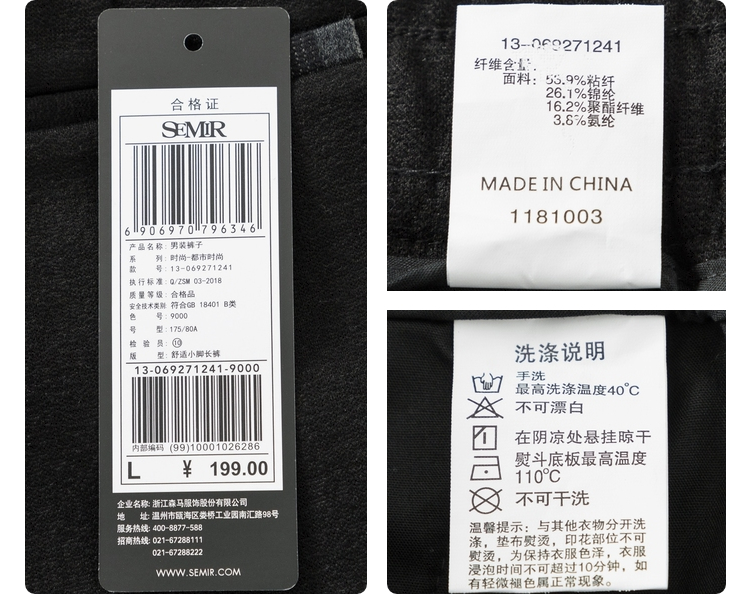 合格证
SEMIR
6 906970 796346
产品名称: 男装裤子
系 列: 时尚-都市时尚
款 号: 13-069271241
执行标准: Q/ZSM 03-2018
质量等级: 合格品
安全技术类别: 符合GB 18401 B类
色 号: 9000
号 型: 175/80A
检 验 员: ⑩
版 型: 舒适小脚长裤
13-069271241-9000
内部编码 (99)10001026286
L ¥ 199.00
企业名称: 浙江森马服饰股份有限公司
地 址: 温州市瓯海区娄桥工业园南汇路98号
服务热线: 400-8877-588
招商热线: 021-67288111
021-67288222
WWW.SEMIR.COM
13-069271241
纤维含量:
面料: 53.9%粘纤
26.1%锦纶
16.2%聚酯纤维
3.8%氨纶
MADE IN CHINA
1181003
洗涤说明
手洗
最高洗涤温度40℃
不可漂白
在阴凉处悬挂晾干
熨斗底板最高温度
110℃
不可干洗
温馨提示: 与其他衣物分开洗
涤, 垫布熨烫, 印花部位不可
熨烫, 为保持衣服色泽, 衣服
浸泡时间不可超过10分钟, 如
有轻微褪色属正常现象。